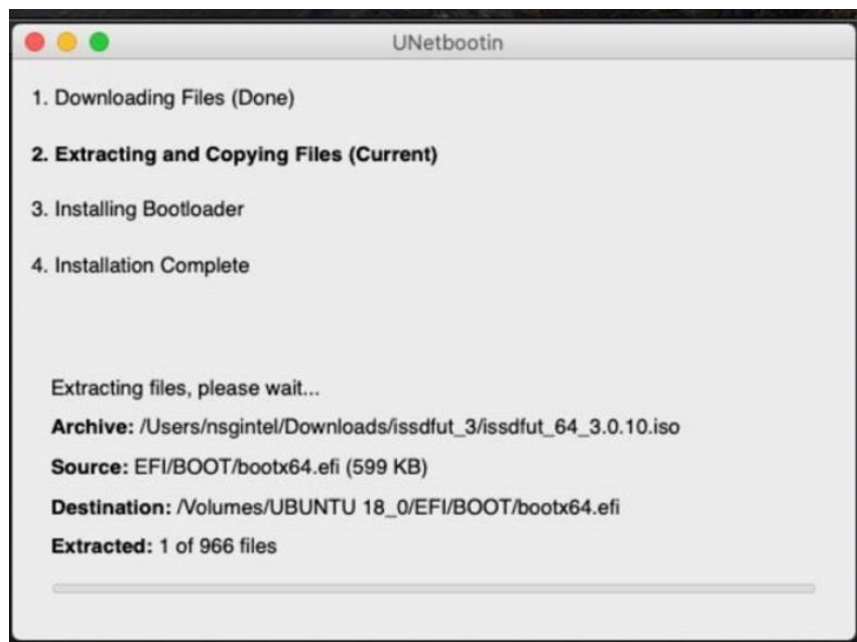 UNetbootin
1. Downloading Files (Done)
2. Extracting and Copying Files (Current)
3. Installing Bootloader
4. Installation Complete
Extracting files, please wait...
Archive: /Users/nsgintel/Downloads/issdfut_3/issdfut_64_3.0.10.iso
Source: EFI/BOOT/bootx64.efi (599 KB)
Destination: /Volumes/UBUNTU 18_0/EFI/BOOT/bootx64.efi
Extracted: 1 of 966 files